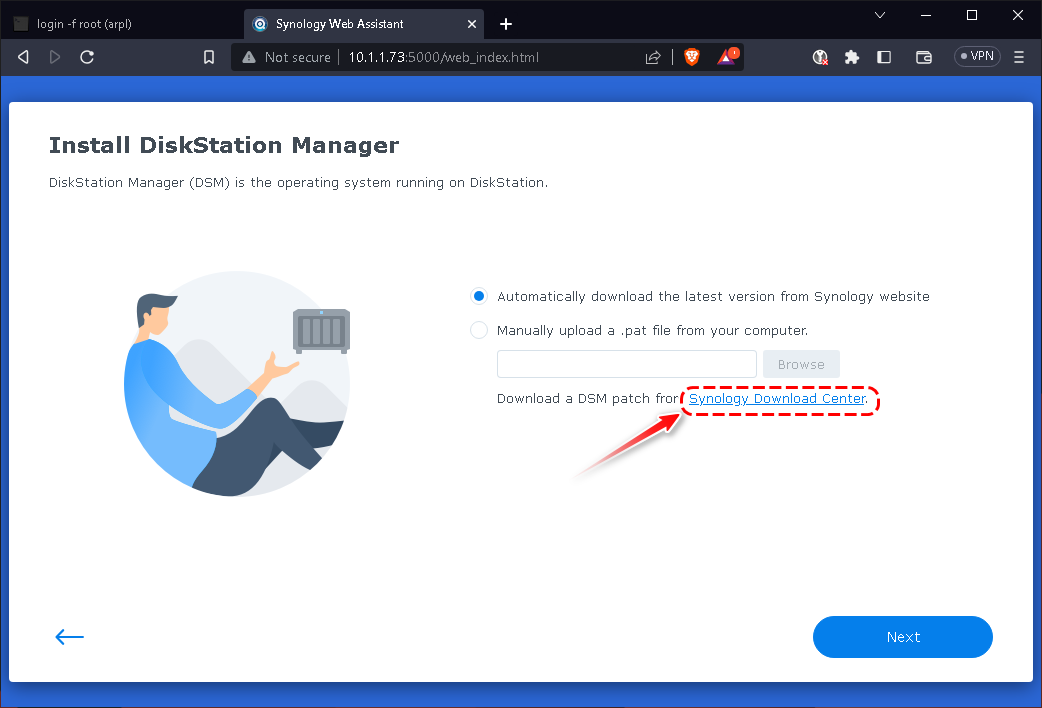 login -f root (arpl)
Synology Web Assistant
Not secure
10.1.1.73:5000/web_index.html
1
VPN
Install DiskStation Manager
DiskStation Manager (DSM) is the operating system running on DiskStation.
Automatically download the latest version from Synology website
Manually upload a .pat file from your computer.
Browse
Download a DSM patch from Synology Download Center.
Next